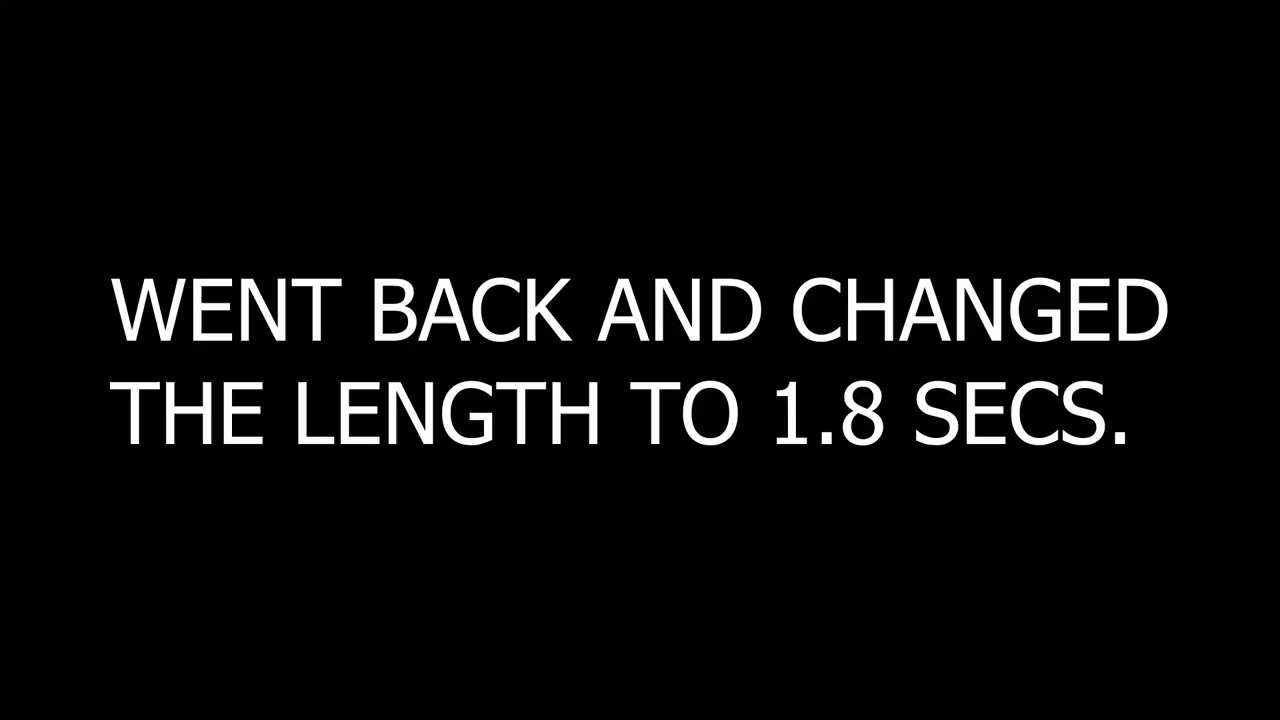 WENT BACK AND CHANGED
THE LENGTH TO 1.8 SECS.